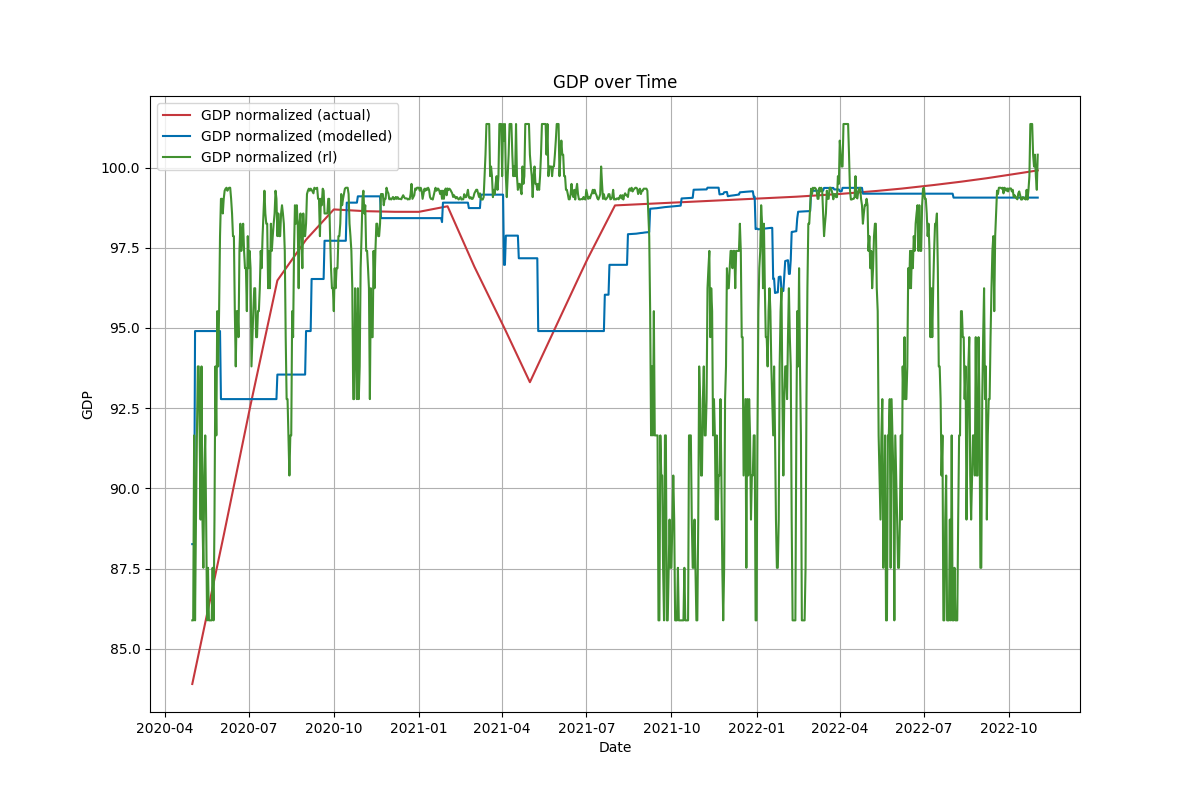 GDP over Time
GDP normalized (actual)
GDP normalized (modelled)
GDP normalized (rl)
100.0
97.5
95.0
92.5
90.0
87.5
85.0
GDP
2020-04 2020-07 2020-10 2021-01 2021-04 2021-07 2021-10 2022-01 2022-04 2022-07 2022-10
Date